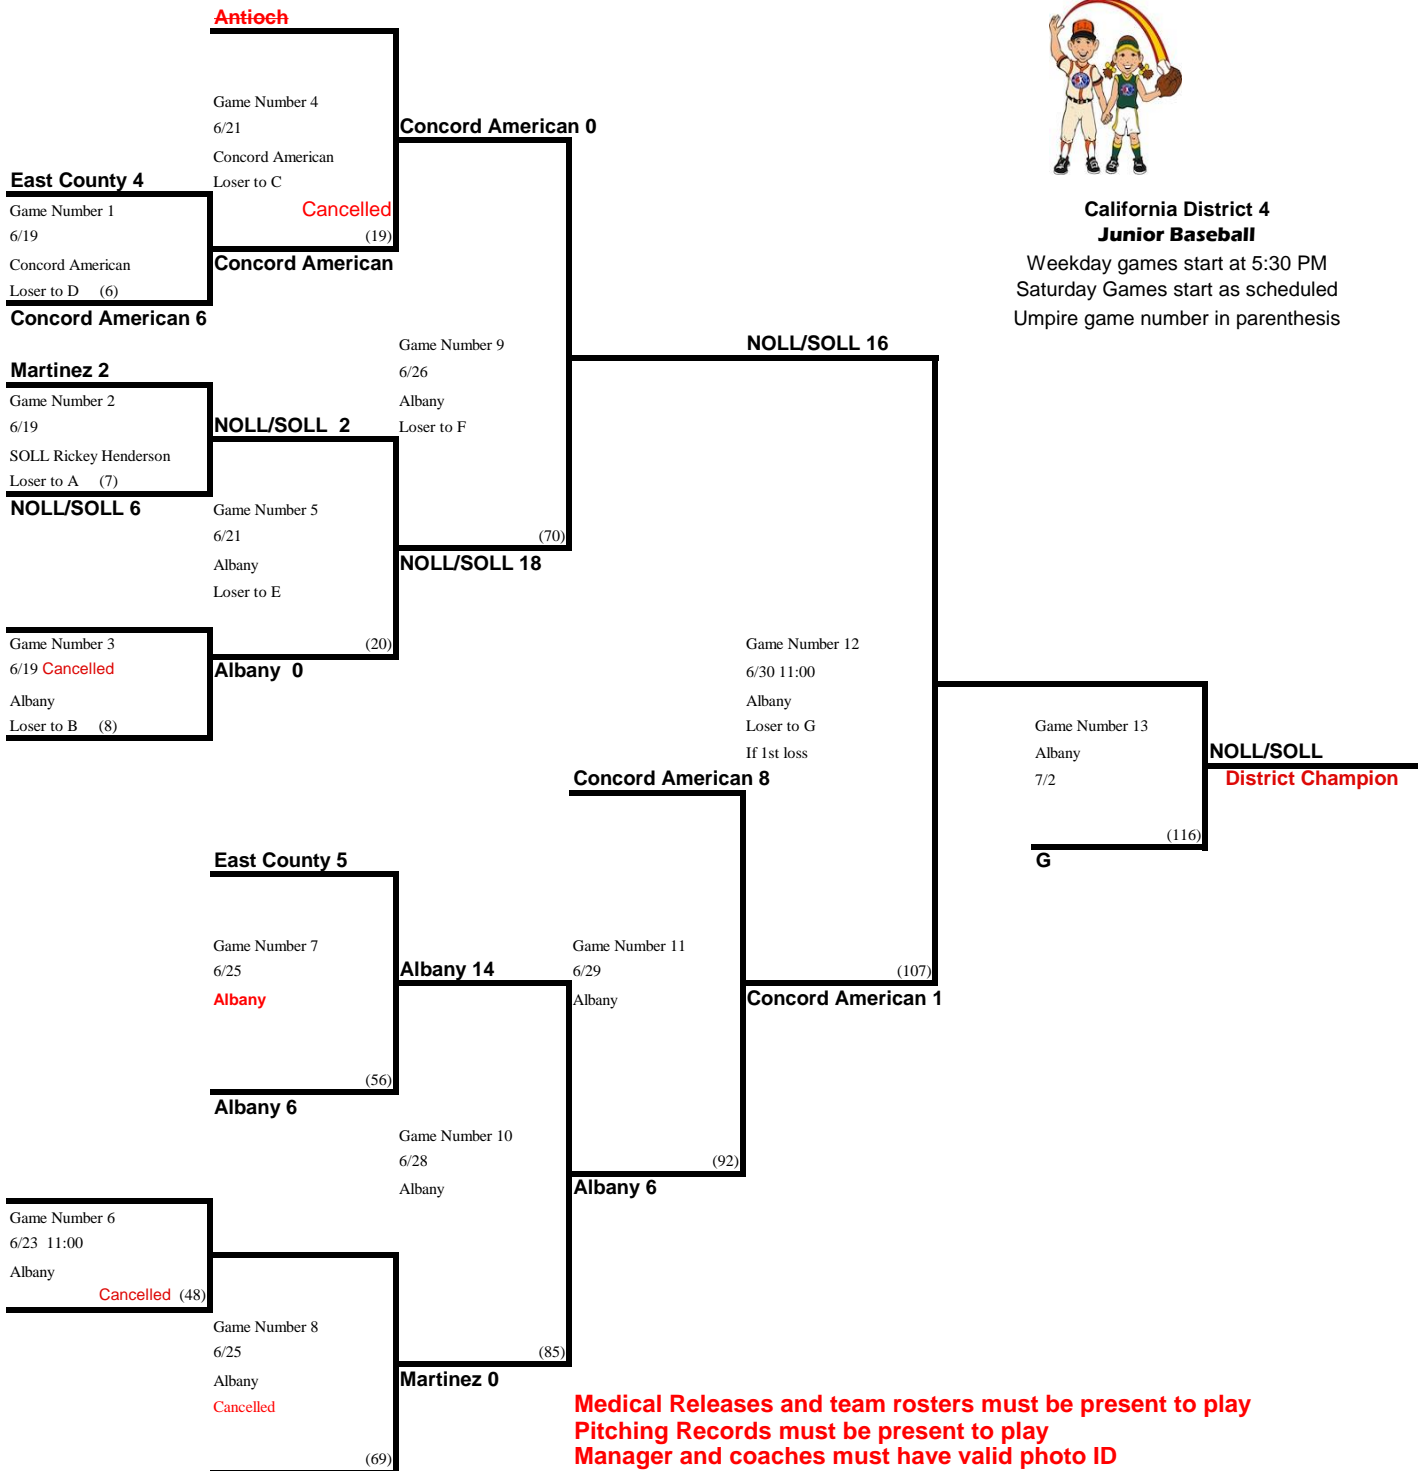 Antioch
Game Number 4
6/21
Concord American
Loser to C
Cancelled
(19)
Concord American
Concord American 0
East County 4
Game Number 1
6/19
Concord American
Loser to D (6)
Concord American 6
California District 4
Junior Baseball
Weekday games start at 5:30 PM
Saturday Games start as scheduled
Umpire game number in parenthesis
Martinez 2
Game Number 2
6/19
SOLL Rickey Henderson
Loser to A (7)
NOLL/SOLL 6
NOLL/SOLL 2
Game Number 5
6/21
Albany
Loser to E
(20)
Albany 0
Game Number 9
6/26
Albany
Loser to F
(70)
NOLL/SOLL 18
NOLL/SOLL 16
Game Number 3
6/19 Cancelled
Albany
Loser to B (8)
Game Number 12
6/30 11:00
Albany
Loser to G
If 1st loss
(107)
Concord American 1
Game Number 13
Albany
7/2
(116)
G
NOLL/SOLL
District Champion
Concord American 8
Game Number 11
6/29
Albany
(92)
Albany 6
East County 5
Game Number 7
6/25
Albany
(56)
Albany 6
Albany 14
Game Number 10
6/28
Albany
(85)
Martinez 0
Game Number 6
6/23 11:00
Albany
Cancelled (48)
Game Number 8
6/25
Albany
Cancelled
(69)
Medical Releases and team rosters must be present to play
Pitching Records must be present to play
Manager and coaches must have valid photo ID